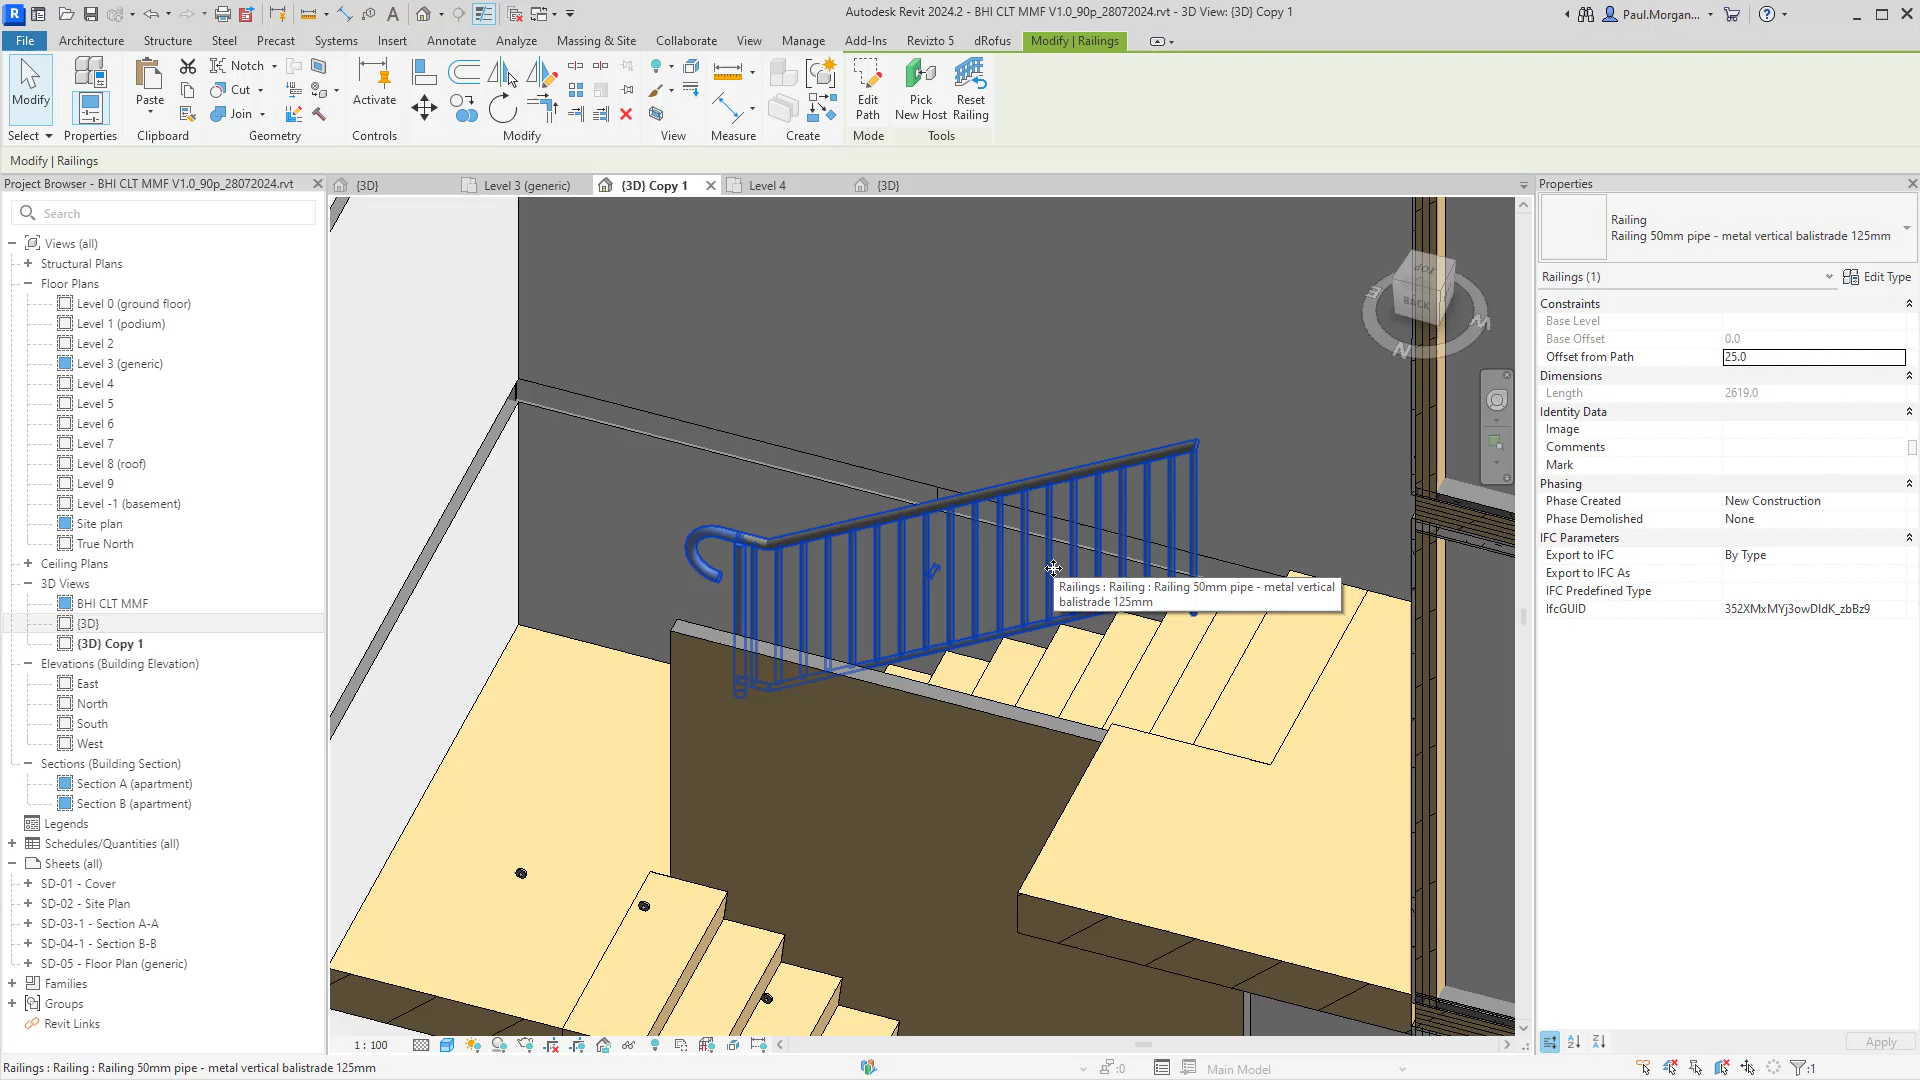 Autodesk Revit 2024.2 - BHI CLT MMF V1.0_90p_28072024.rvt - 3D View: {3D} Copy 1
Paul.Morgan...
File Architecture Structure Steel Precast Systems Insert Annotate Analyze Massing & Site Collaborate View Manage Add-Ins Revizto 5 dRofus Modify | Railings
Modify
Paste
Notch
Cut
Join
Activate
Edit
Path
Pick
New Host
Reset
Railing
Select Properties Clipboard Geometry Controls Modify View Measure Create Mode Tools
Modify | Railings
Project Browser - BHI CLT MMF V1.0_90p_28072024.rvt
{3D} Level 3 (generic) {3D} Copy 1 Level 4 {3D}
Search
Views (all)
Structural Plans
Floor Plans
Level 0 (ground floor)
Level 1 (podium)
Level 2
Level 3 (generic)
Level 4
Level 5
Level 6
Level 7
Level 8 (roof)
Level 9
Level -1 (basement)
Site plan
True North
Ceiling Plans
3D Views
BHI CLT MMF
{3D}
{3D} Copy 1
Elevations (Building Elevation)
East
North
South
West
Sections (Building Section)
Section A (apartment)
Section B (apartment)
Legends
Schedules/Quantities (all)
Sheets (all)
SD-01 - Cover
SD-02 - Site Plan
SD-03-1 - Section A-A
SD-04-1 - Section B-B
SD-05 - Floor Plan (generic)
Families
Groups
Revit Links
TOP
BACK
N
Railings : Railing : Railing 50mm pipe - metal vertical
balistrade 125mm
Properties
Railing
Railing 50mm pipe - metal vertical balistrade 125mm
Railings (1) Edit Type
Constraints
Base Level
Base Offset 0.0
Offset from Path 25.0
Dimensions
Length 2619.0
Identity Data
Image
Comments
Mark
Phasing
Phase Created New Construction
Phase Demolished None
IFC Parameters
Export to IFC By Type
Export to IFC As
IFC Predefined Type
IfcGUID 352XMxMYj3owDIdK_zbBz9
Apply
1 : 100
Railings : Railing : Railing 50mm pipe - metal vertical balistrade 125mm
:0
Main Model
:1